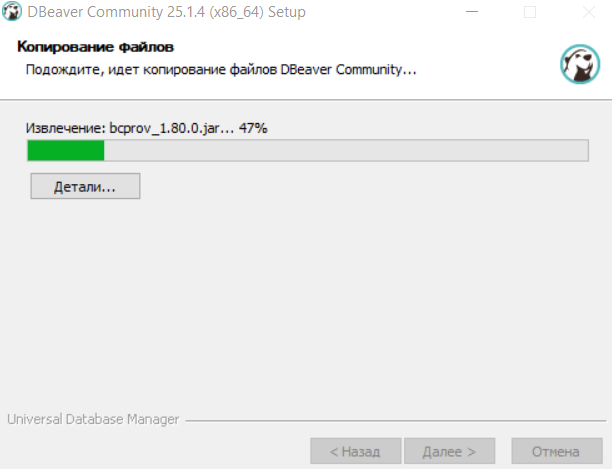 DBeaver Community 25.1.4 (x86_64) Setup
Копирование файлов
Подождите, идет копирование файлов DBeaver Community...
Извлечение: bcprov_1.80.0.jar... 47%
Детали...
Universal Database Manager
< Назад
Далее >
Отмена